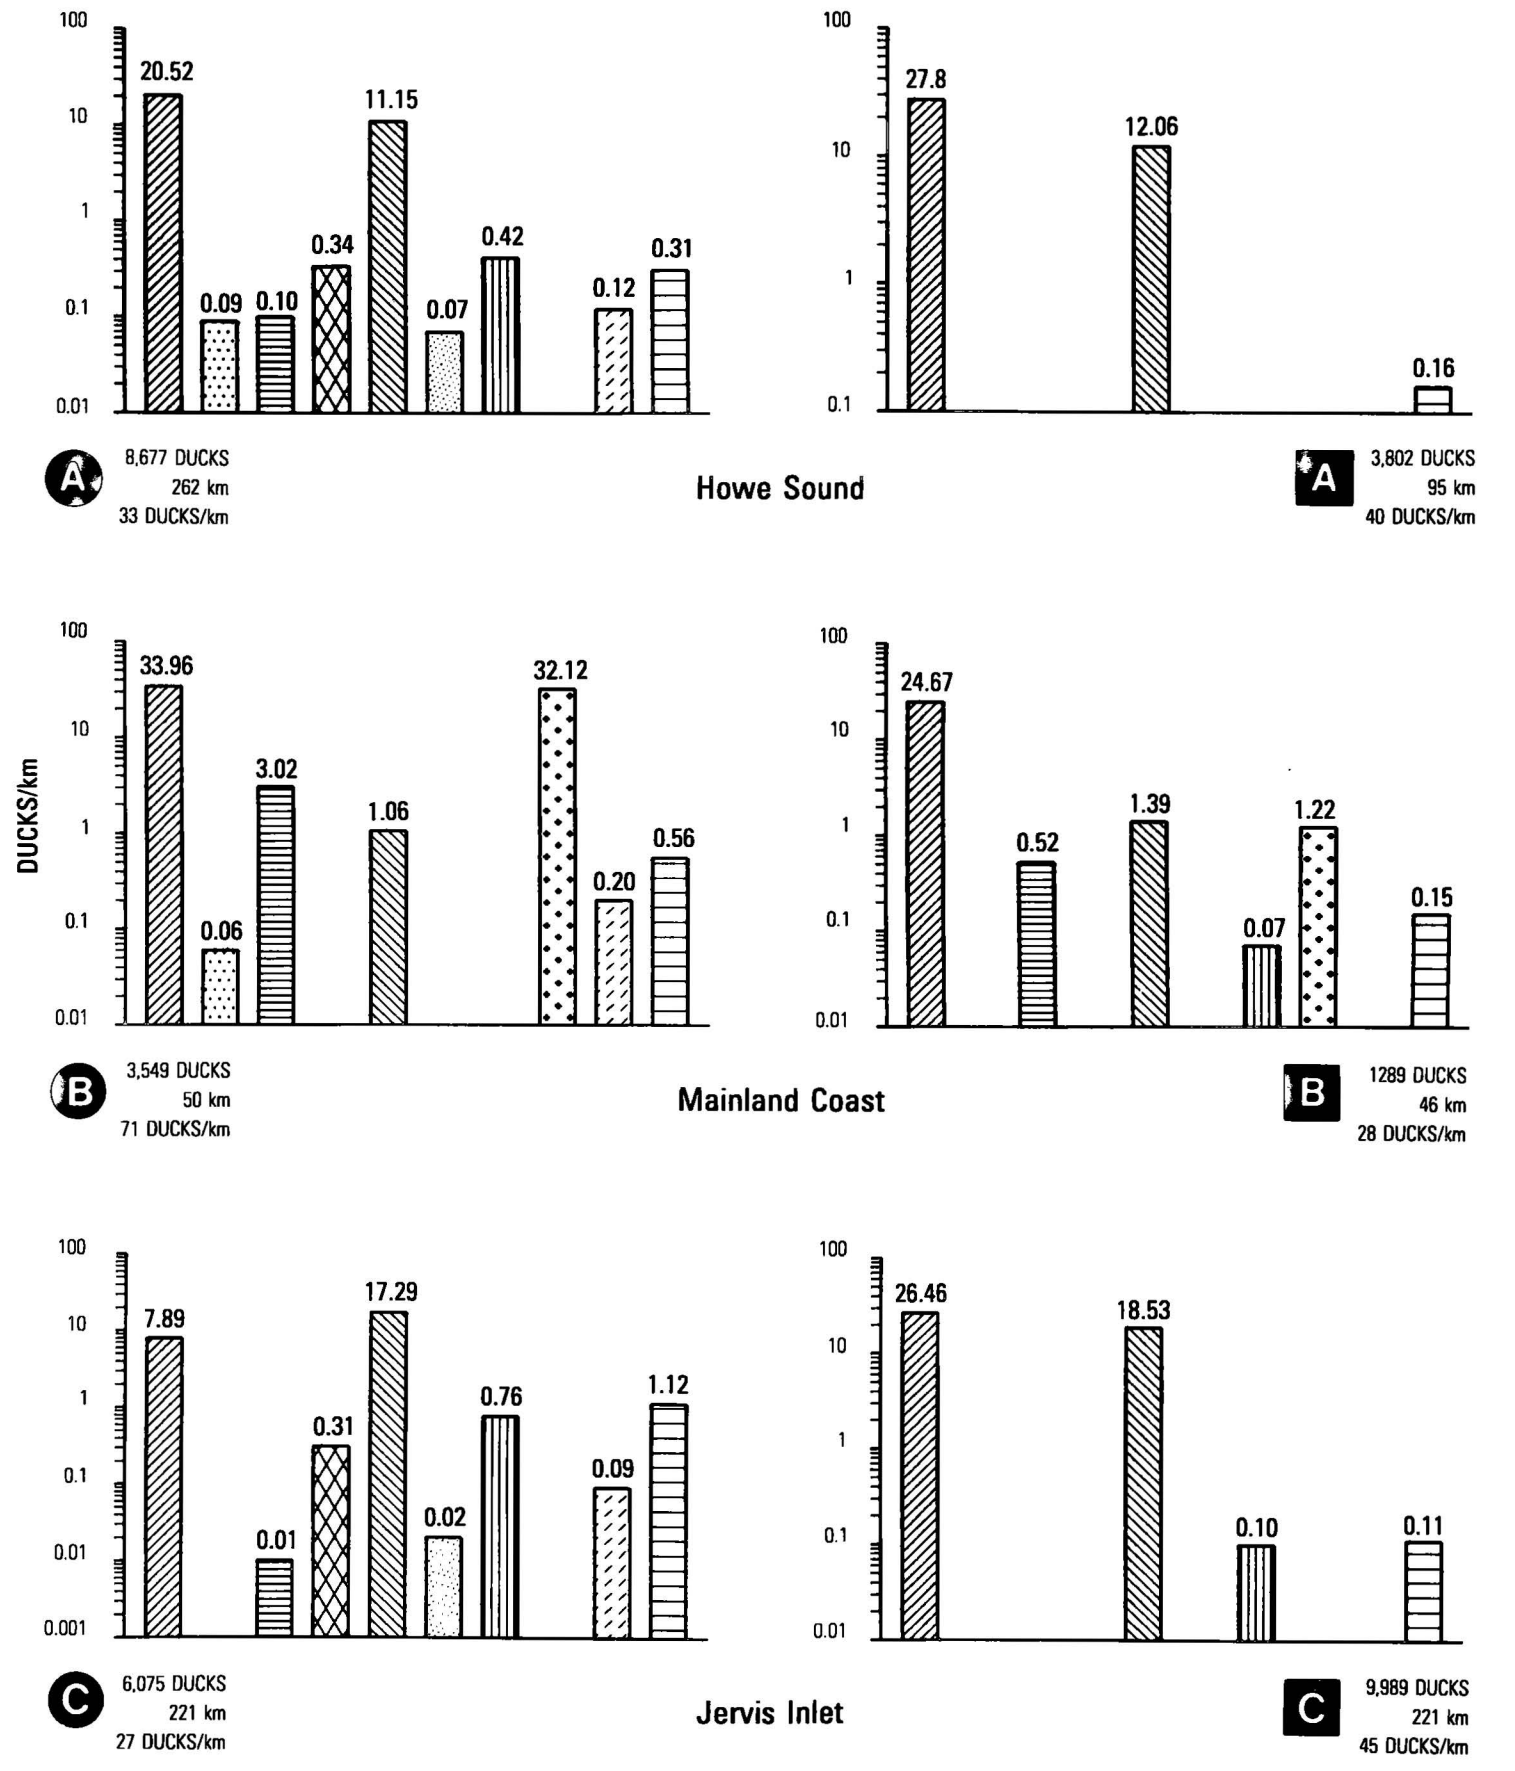 100
10
1
0.1
0.01
20.52
0.09
0.10
0.34
11.15
0.07
0.42
0.12
0.31
A
8,677 DUCKS
262 km
33 DUCKS/km
100
10
1
0.1
27.8
12.06
0.16
A
3,802 DUCKS
95 km
40 DUCKS/km
Howe Sound
DUCKS/km
100
10
1
0.1
0.01
33.96
0.06
3.02
1.06
32.12
0.20
0.56
B
3,549 DUCKS
50 km
71 DUCKS/km
100
10
1
0.1
0.01
24.67
0.52
1.39
0.07
1.22
0.15
B
1289 DUCKS
46 km
28 DUCKS/km
Mainland Coast
100
10
1
0.1
0.01
0.001
7.89
0.01
0.31
17.29
0.02
0.76
0.09
1.12
C
6,075 DUCKS
221 km
27 DUCKS/km
100
10
1
0.1
0.01
26.46
18.53
0.10
0.11
C
9,989 DUCKS
221 km
45 DUCKS/km
Jervis Inlet